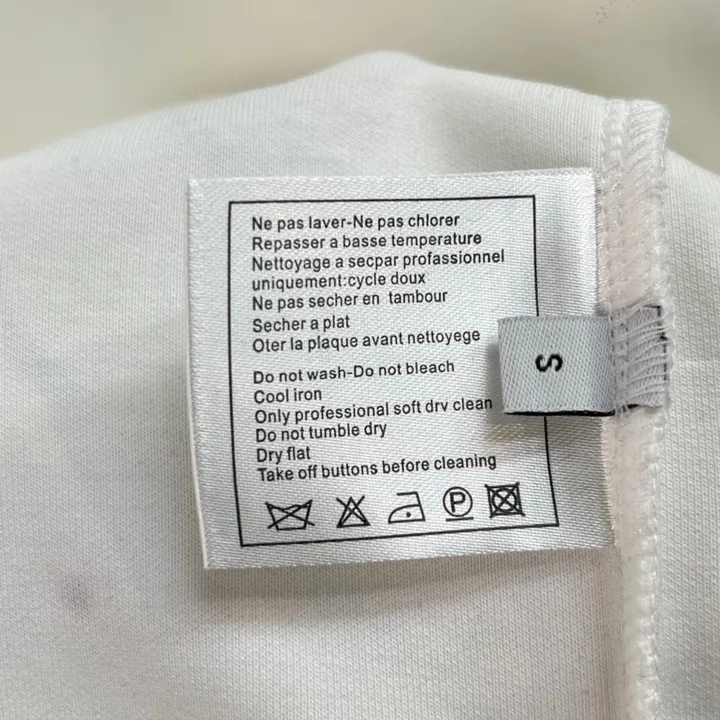 Ne pas laver-Ne pas chlorer
Repasser a basse temperature
Nettoyage a secpar profassionnel
uniquement:cycle doux
Ne pas secher en tambour
Secher a plat
Oter la plaque avant nettoyege
Do not wash-Do not bleach
Cool iron
Only professional soft drv clean
Do not tumble dry
Dry flat
Take off buttons before cleaning
P
S